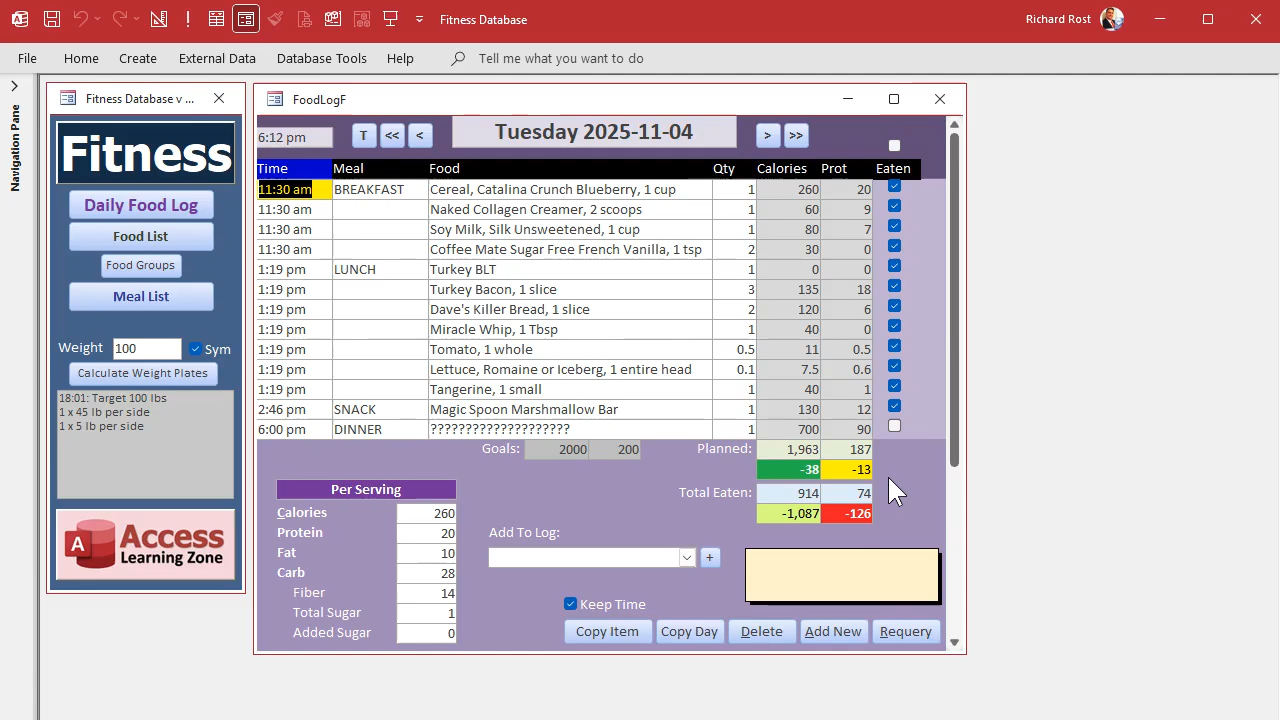 Fitness Database
Richard Rost
File Home Create External Data Database Tools Help Tell me what you want to do
Navigation Pane
Fitness Database v ...
Fitness
Daily Food Log
Food List
Food Groups
Meal List
Weight 100 Sym
Calculate Weight Plates
18:01: Target 100 lbs
1 x 45 lb per side
1 x 5 lb per side
Access
Learning Zone
FoodLogF
6:12 pm T << < Tuesday 2025-11-04 > >>
Time Meal Food Qty Calories Prot Eaten
11:30 am BREAKFAST Cereal, Catalina Crunch Blueberry, 1 cup 1 260 20
11:30 am Naked Collagen Creamer, 2 scoops 1 60 9
11:30 am Soy Milk, Silk Unsweetened, 1 cup 1 80 7
11:30 am Coffee Mate Sugar Free French Vanilla, 1 tsp 2 30 0
1:19 pm LUNCH Turkey BLT 1 0 0
1:19 pm Turkey Bacon, 1 slice 3 135 18
1:19 pm Dave's Killer Bread, 1 slice 2 120 6
1:19 pm Miracle Whip, 1 Tbsp 1 40 0
1:19 pm Tomato, 1 whole 0.5 11 0.5
1:19 pm Lettuce, Romaine or Iceberg, 1 entire head 0.1 7.5 0.6
1:19 pm Tangerine, 1 small 1 40 1
2:46 pm SNACK Magic Spoon Marshmallow Bar 1 130 12
6:00 pm DINNER ???????????????????? 1 700 90
Goals: 2000 200 Planned: 1,963 187
-38 -13
Total Eaten: 914 74
-1,087 -126
Per Serving
Calories 260
Protein 20
Fat 10
Carb 28
Fiber 14
Total Sugar 1
Added Sugar 0
Add To Log:
+
Keep Time
Copy Item Copy Day Delete Add New Requery